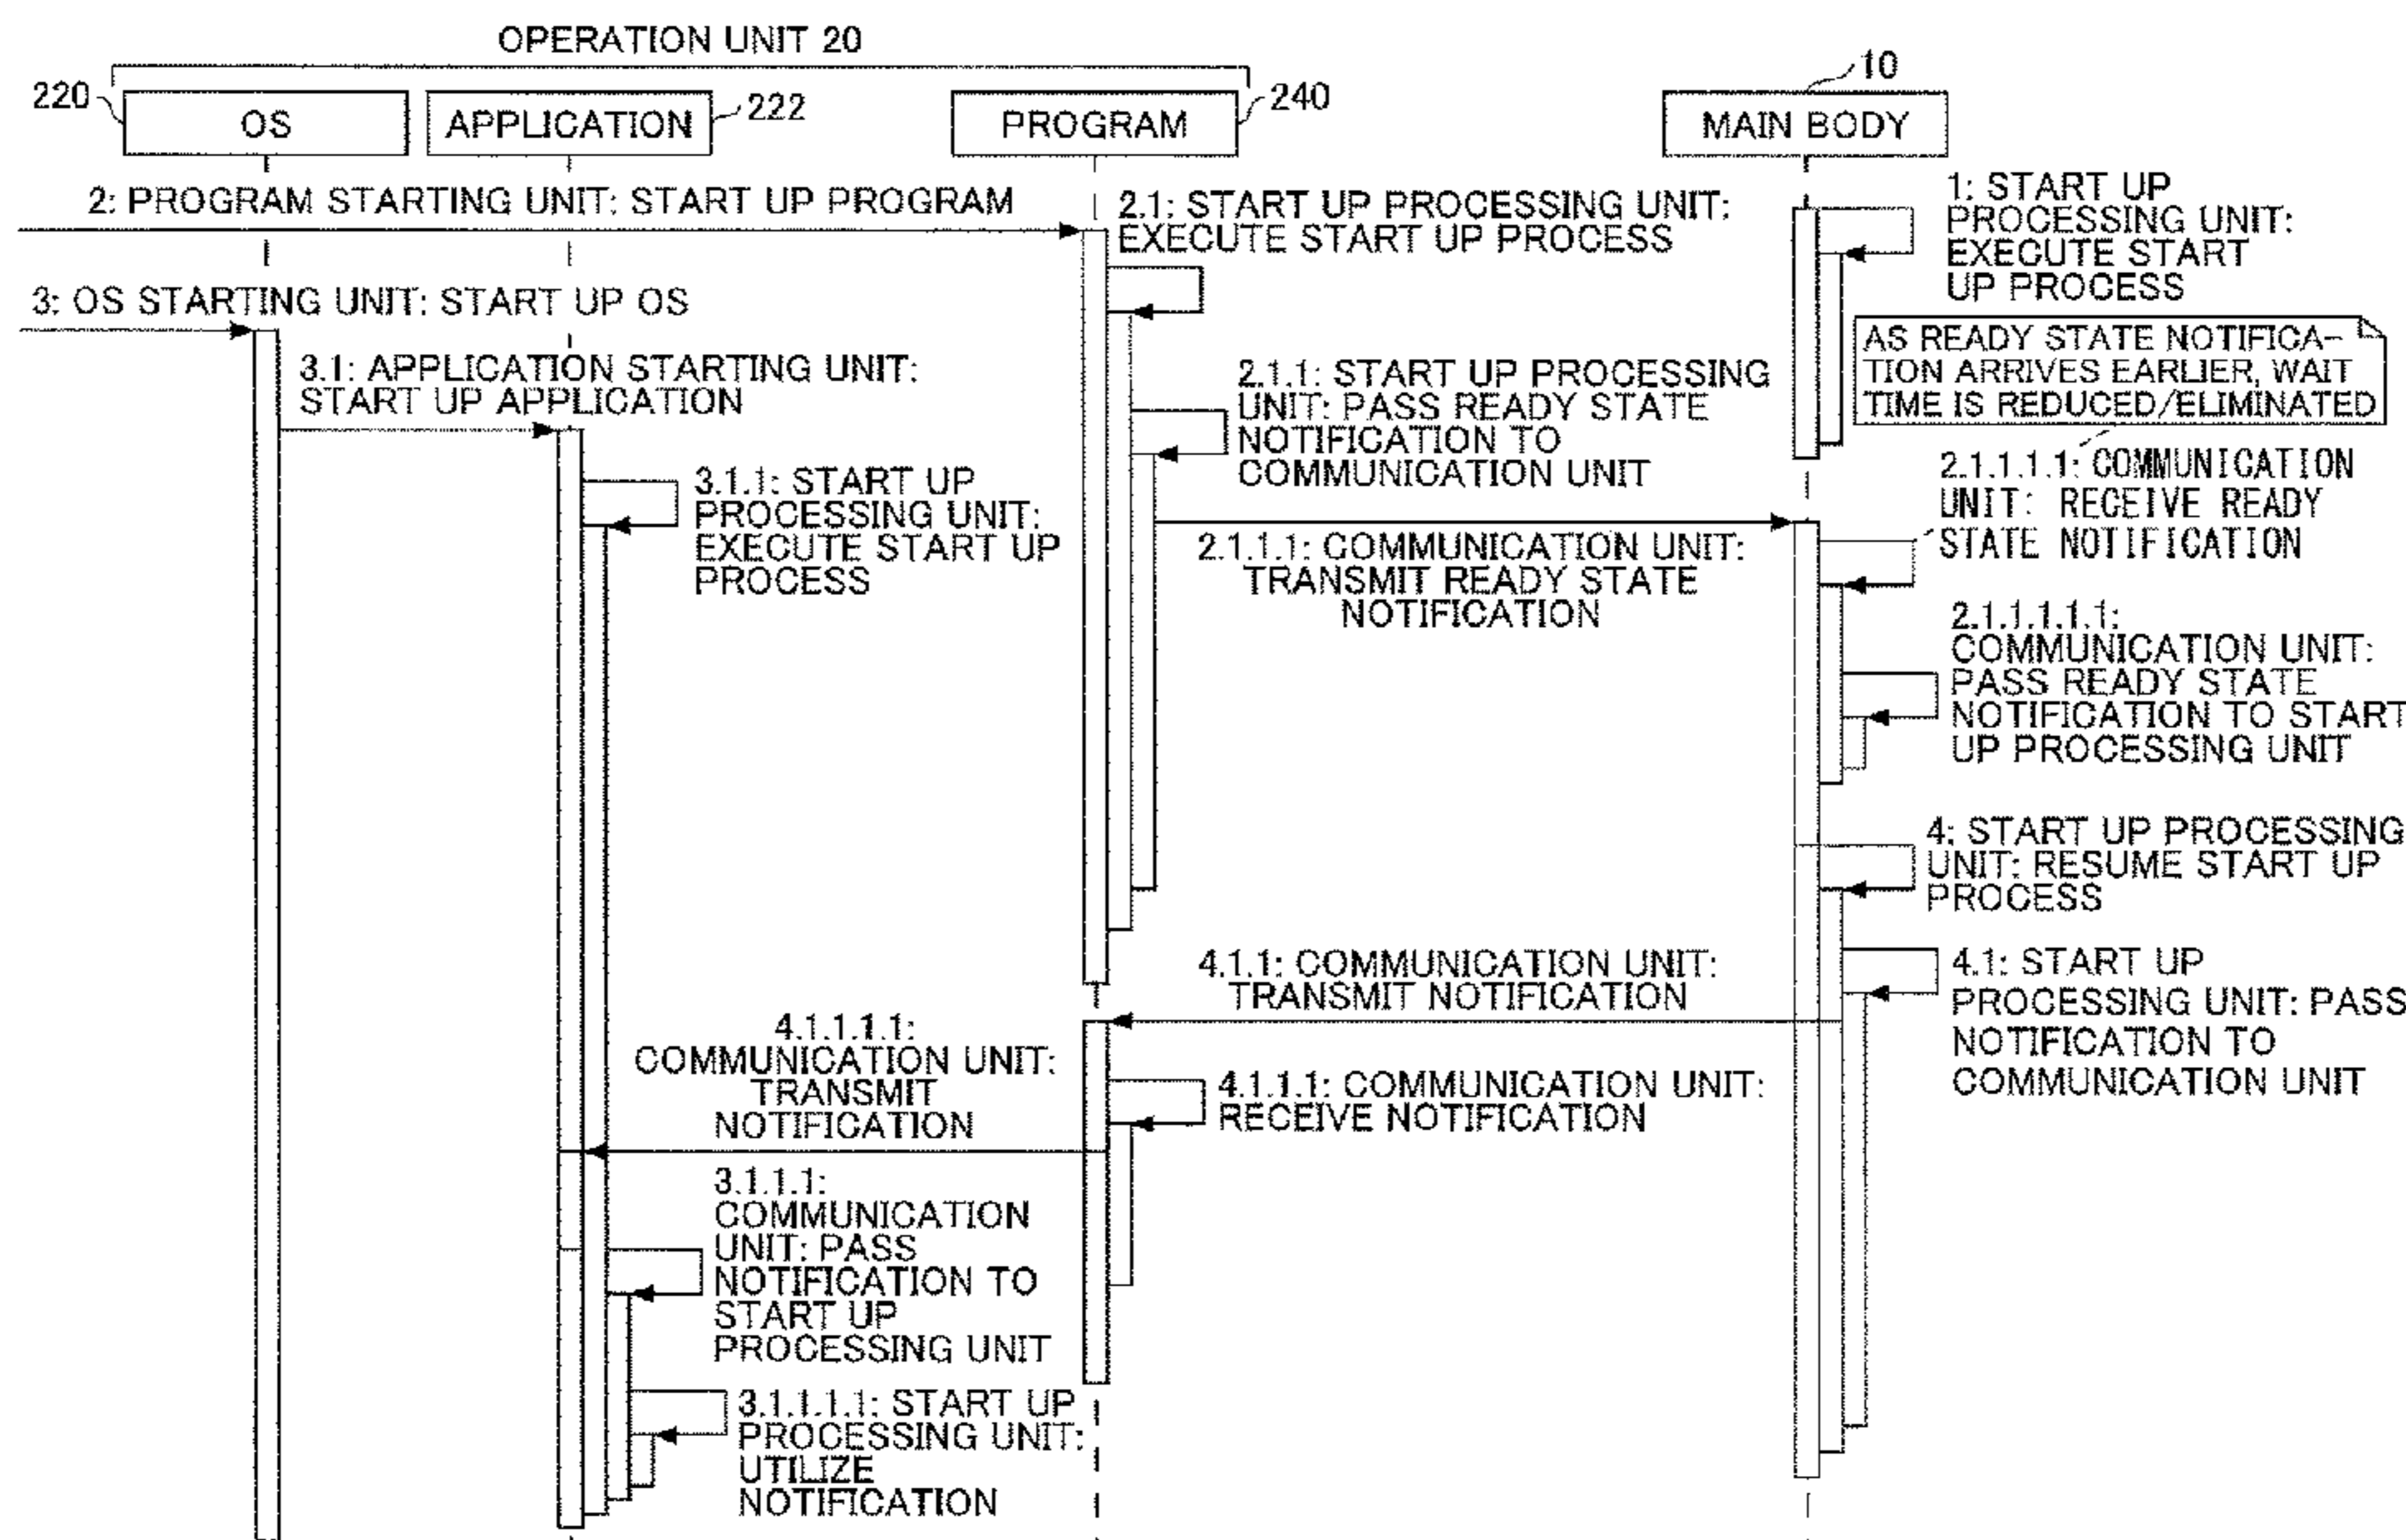 OPERATION UNIT 20
220
OS
APPLICATION
222
PROGRAM
240
10
MAIN BODY
2: PROGRAM STARTING UNIT: START UP PROGRAM
2.1: START UP PROCESSING UNIT:
EXECUTE START UP PROCESS
1: START UP
PROCESSING UNIT:
EXECUTE START
UP PROCESS
3: OS STARTING UNIT: START UP OS
AS READY STATE NOTIFICA-
TION ARRIVES EARLIER, WAIT
TIME IS REDUCED/ELIMINATED
3.1: APPLICATION STARTING UNIT:
START UP APPLICATION
2.1.1: START UP PROCESSING
UNIT: PASS READY STATE
NOTIFICATION TO
COMMUNICATION UNIT
2.1.1.1.1: COMMUNICATION
UNIT: RECEIVE READY
STATE NOTIFICATION
3.1.1: START UP
PROCESSING UNIT:
EXECUTE START UP
PROCESS
2.1.1.1: COMMUNICATION UNIT:
TRANSMIT READY STATE
NOTIFICATION
2.1.1.1.1.1:
COMMUNICATION UNIT:
PASS READY STATE
NOTIFICATION TO START
UP PROCESSING UNIT
4: START UP PROCESSING
UNIT: RESUME START UP
PROCESS
4.1.1: COMMUNICATION UNIT:
TRANSMIT NOTIFICATION
4.1: START UP
PROCESSING UNIT: PASS
NOTIFICATION TO
COMMUNICATION UNIT
4.1.1.1.1:
COMMUNICATION UNIT:
TRANSMIT
NOTIFICATION
4.1.1.1: COMMUNICATION UNIT:
RECEIVE NOTIFICATION
3.1.1.1:
COMMUNICATION
UNIT: PASS
NOTIFICATION TO
START UP
PROCESSING UNIT
3.1.1.1.1: START UP
PROCESSING UNIT:
UTILIZE
NOTIFICATION